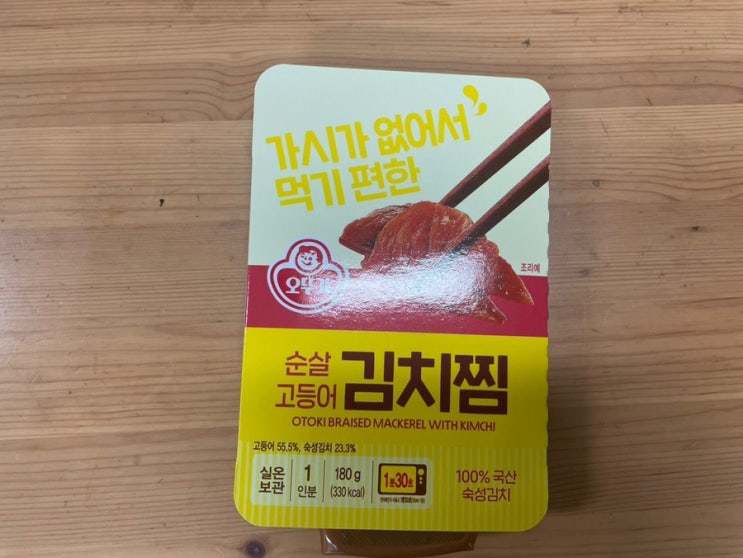 가시가 없어서
먹기 편한
조리예
오뚜기
순살
고등어
김치찜
OTOKI BRAISED MACKEREL WITH KIMCHI
고등어 55.5%, 숙성김치 23.3%
실온
보관
1
인분
180 g
(330 kcal)
1분30초
100% 국산
숙성김치